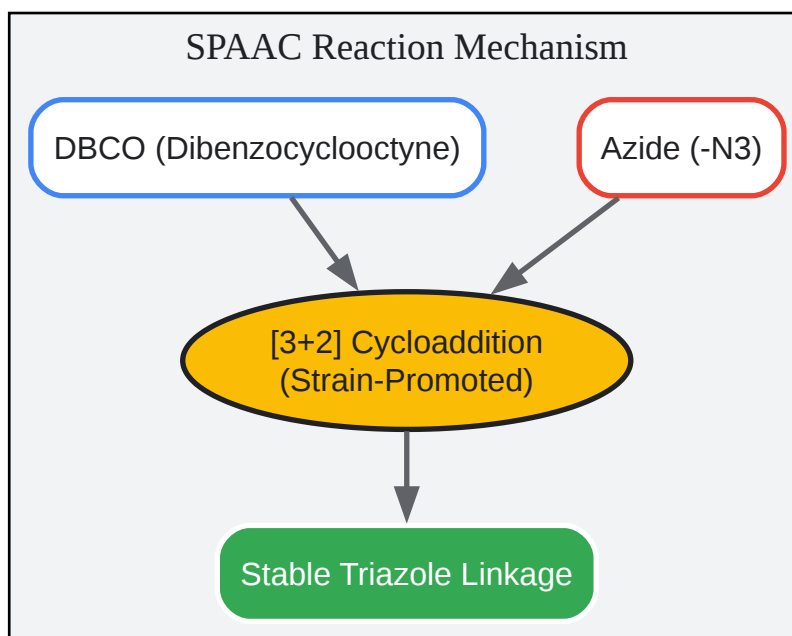 SPAAC Reaction Mechanism
DBCO (Dibenzocyclooctyne)
Azide (-N3)
[3+2] Cycloaddition
(Strain-Promoted)
Stable Triazole Linkage